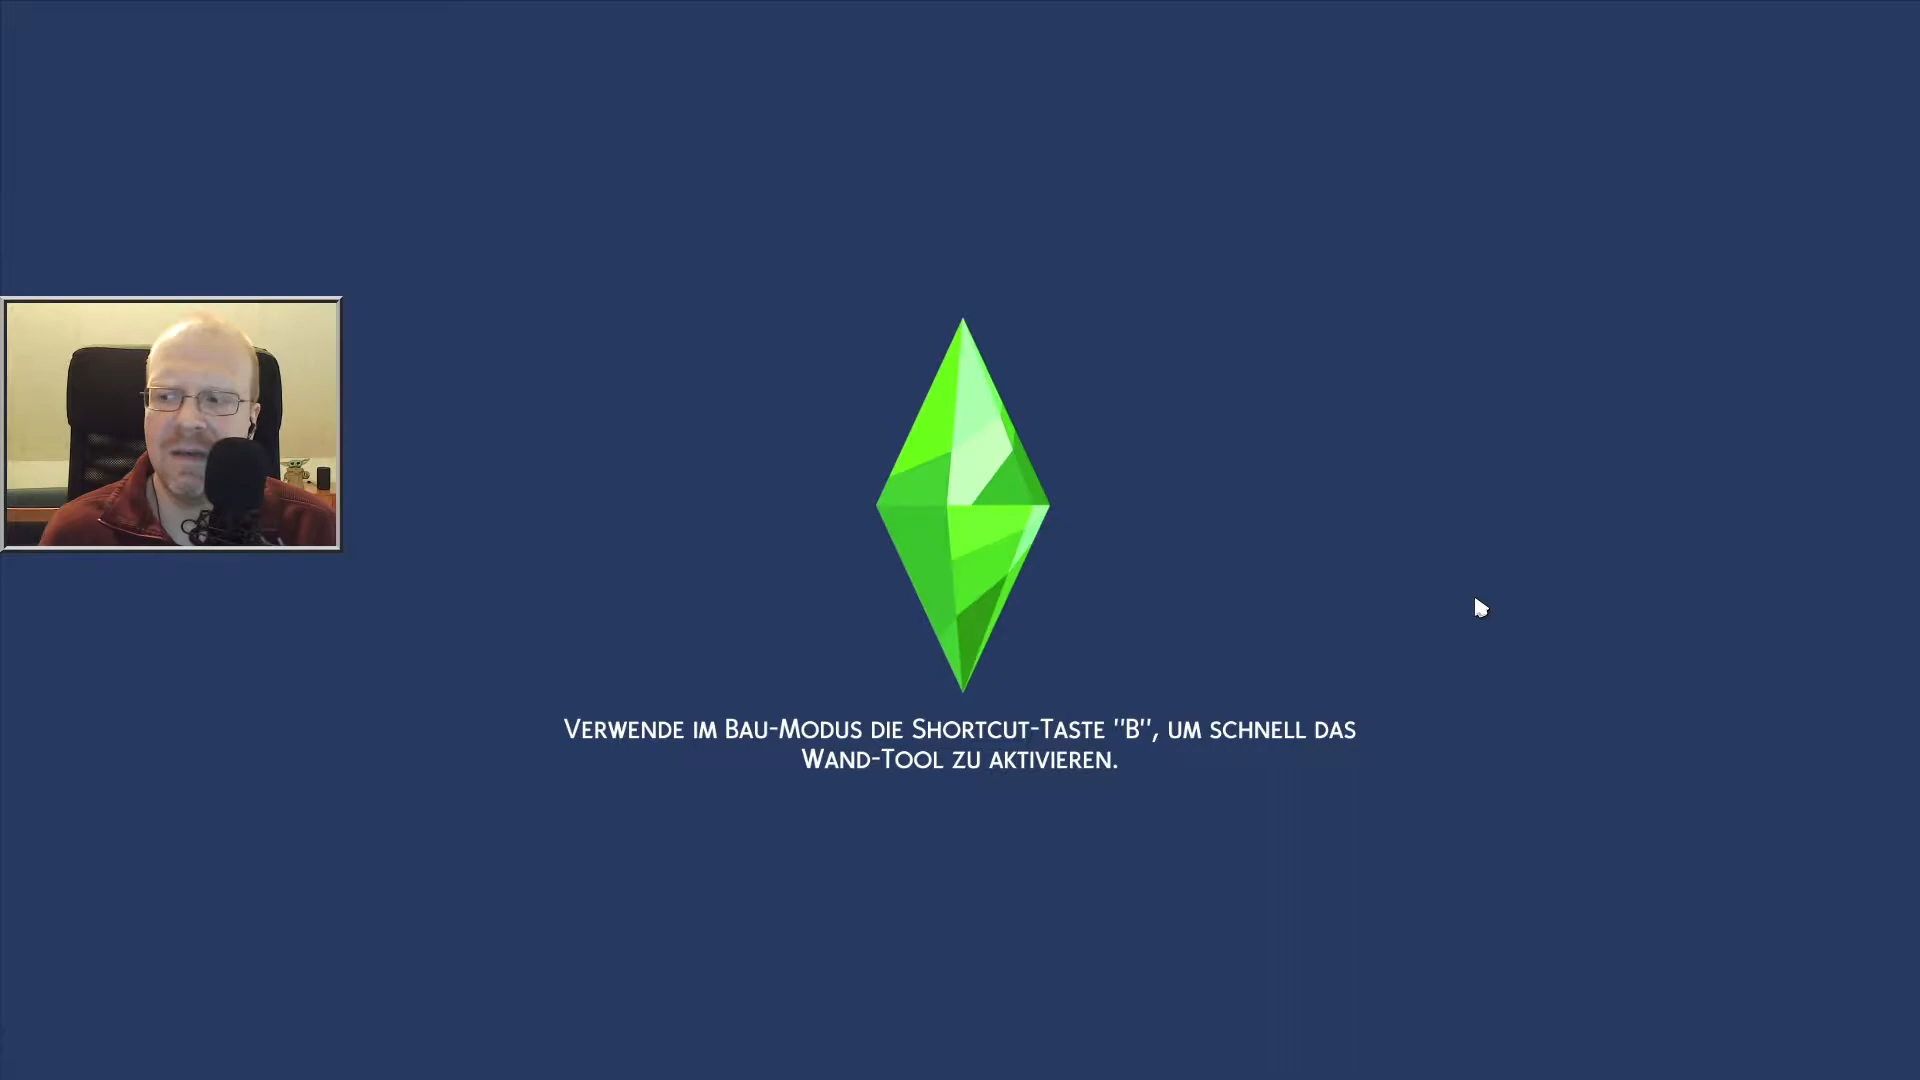 Verwende im Bau-Modus die Shortcut-Taste "B", um schnell das
Wand-Tool zu aktivieren.